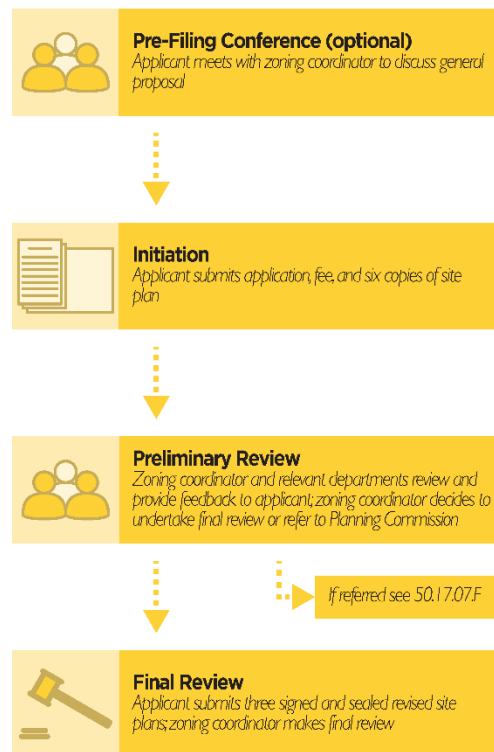 Pre-Filing Conference (optional)
Applicant meets with zoning coordinator to discuss general
proposal
Initiation
Applicant submits application, fee, and six copies of site
plan
Preliminary Review
Zoning coordinator and relevant departments review and
provide feedback to applicant; zoning coordinator decides to
undertake final review or refer to Planning Commission
If referred see 50.17.07.F
Final Review
Applicant submits three signed and sealed revised site
plans; zoning coordinator makes final review